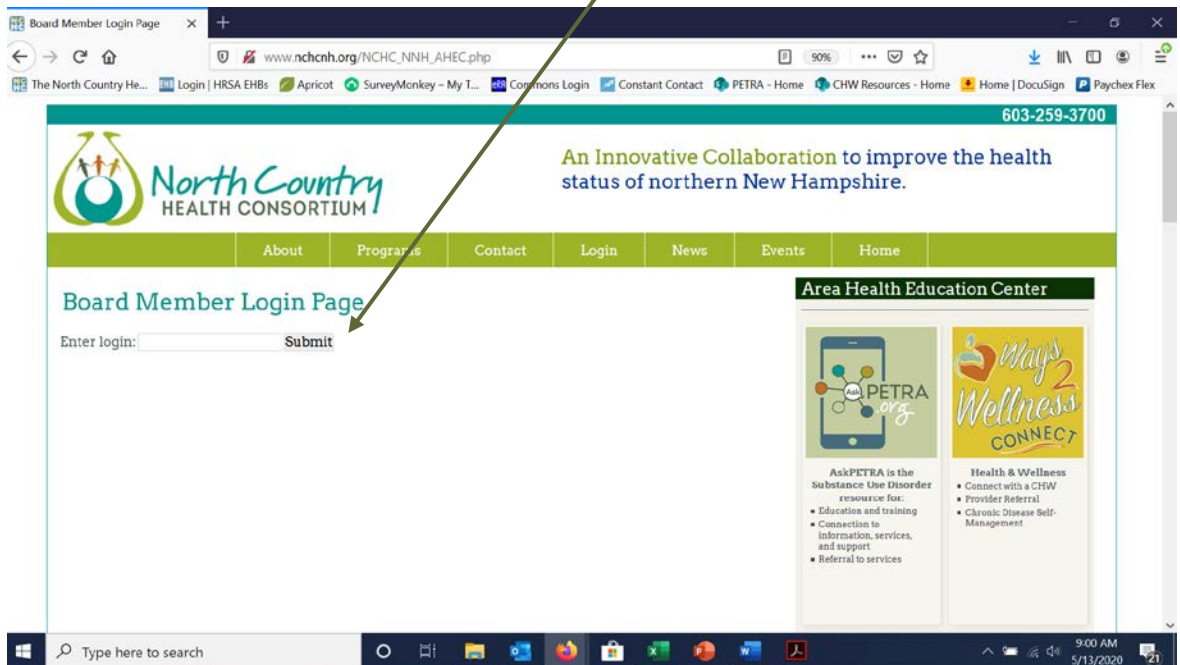 Board Member Login Page
www.nchcnh.org/NCHC_NNH_AHEC.php
90%
The North Country He...
Login | HRSA EHBs
Apricot
SurveyMonkey – My T...
Commons Login
Constant Contact
PETRA - Home
CHW Resources - Home
Home | DocuSign
Paychex Flex
603-259-3700
North Country
HEALTH CONSORTIUM
An Innovative Collaboration to improve the health
status of northern New Hampshire.
About Programs Contact Login News Events Home
Board Member Login Page
Enter login: Submit
Area Health Education Center
Ask PETRA
.org
Ways
2
Wellness
CONNECT
AskPETRA is the
Substance Use Disorder
resource for:
Education and training
Connection to
information, services,
and support
Referral to services
Health & Wellness
Connect with a CHW
Provider Referral
Chronic Disease Self-
Management
Type here to search
9:00 AM
5/13/2020
21